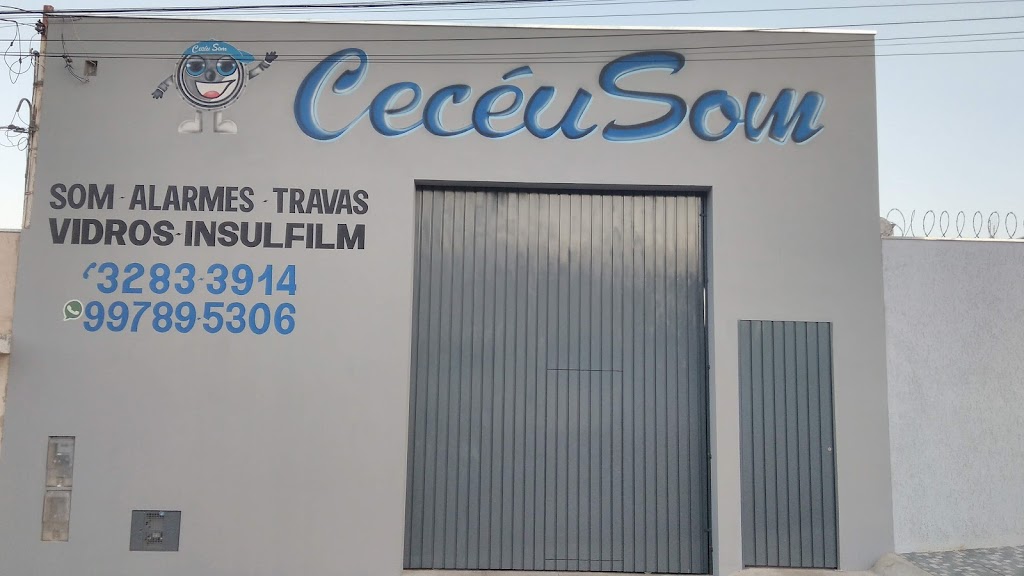 Cecéu Som
CecéuSom
SOM - ALARMES - TRAVAS
VIDROS - INSULFILM
3283-3914
99789-5306